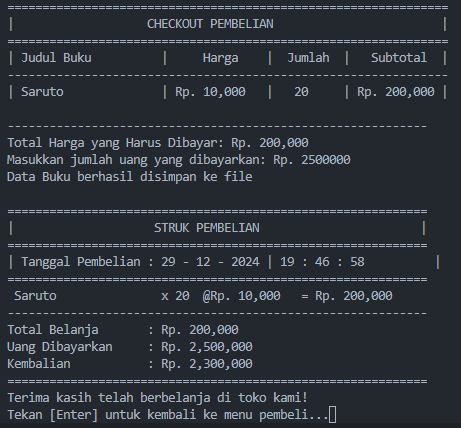 ===============================================================
|                   CHECKOUT PEMBELIAN                        |
===============================================================
| Judul Buku          |     Harga    |  Jumlah  |   Subtotal  |
---------------------------------------------------------------
| Saruto              | Rp. 10,000   |   20     | Rp. 200,000 |
------------------------------------------------------------
Total Harga yang Harus Dibayar: Rp. 200,000
Masukkan jumlah uang yang dibayarkan: Rp. 2500000
Data Buku berhasil disimpan ke file
============================================================
|                    STRUK PEMBELIAN                       |
============================================================
| Tanggal Pembelian : 29 - 12 - 2024 | 19 : 46 : 58          |
============================================================
 Saruto               x 20  @Rp. 10,000   = Rp. 200,000
------------------------------------------------------------
Total Belanja       : Rp. 200,000
Uang Dibayarkan     : Rp. 2,500,000
Kembalian           : Rp. 2,300,000
============================================================
Terima kasih telah berbelanja di toko kami!
Tekan [Enter] untuk kembali ke menu pembeli...